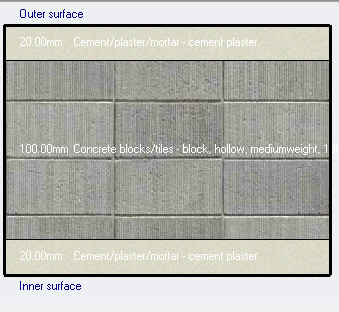 Outer surface
20.00mm Cement/plaster/mortar - cement plaster
100.00mm Concrete blocks/tiles - block, hollow, mediumweight, 1
20.00mm Cement/plaster/mortar - cement plaster
Inner surface